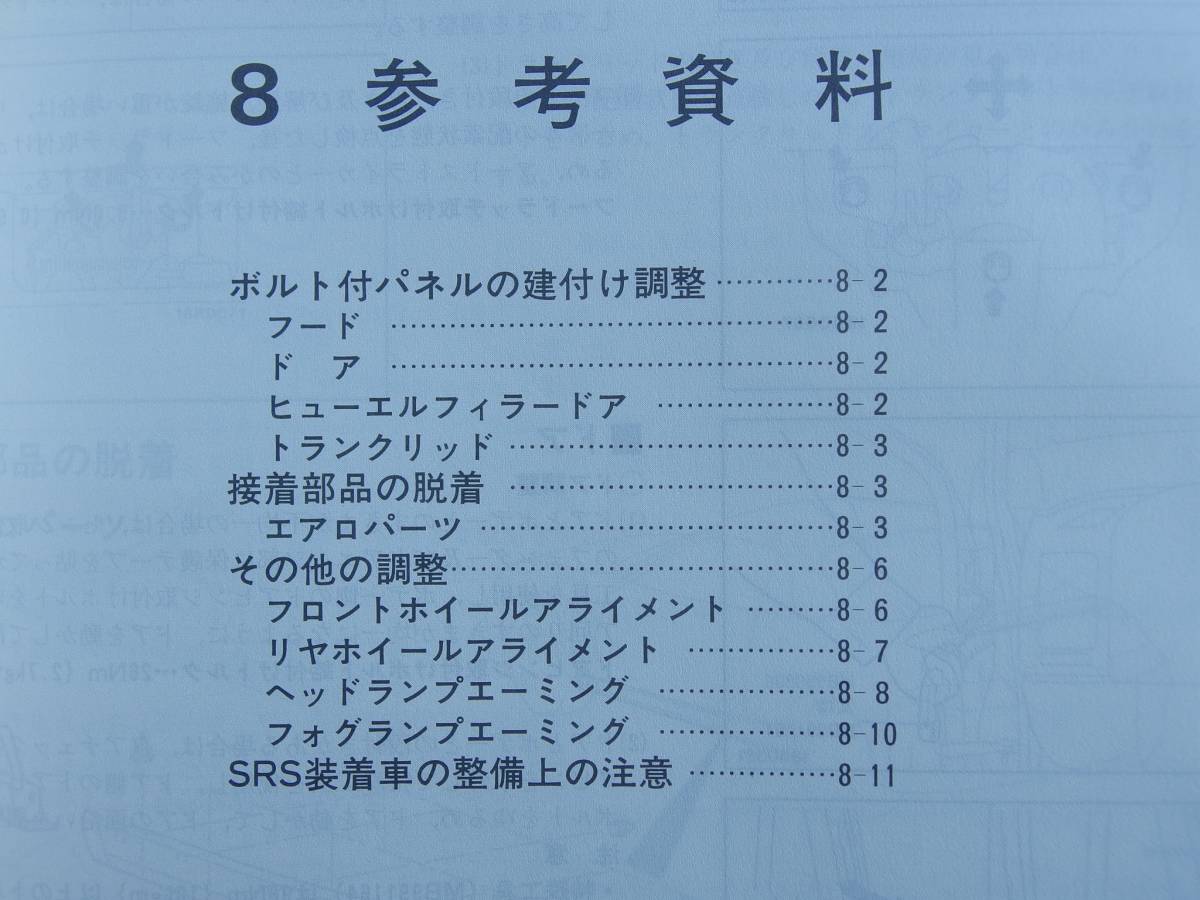 8 参考資料
ボルト付パネルの建付け調整 …………8-2
フード ……………………………………8-2
ドア ……………………………………8-2
ヒューエルフィラードア ………………8-2
トランクリッド …………………………8-3
接着部品の脱着 …………………………8-3
エアロパーツ ……………………………8-3
その他の調整 ……………………………8-6
フロントホイールアライメント ………8-6
リヤホイールアライメント ……………8-7
ヘッドランプエーミング ………………8-8
フォグランプエーミング ………………8-10
SRS装着車の整備上の注意 ……………8-11